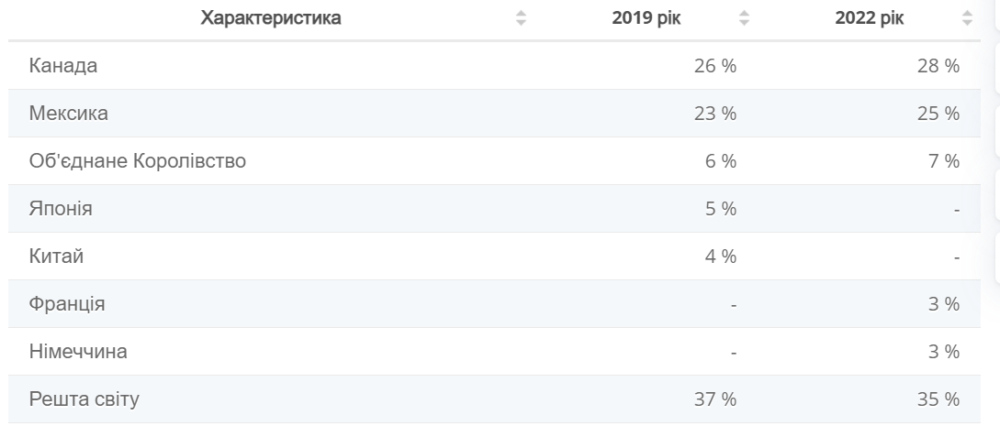 Характеристика 2019 рік 2022 рік
Канада 26 % 28 %
Мексика 23 % 25 %
Об'єднане Королівство 6 % 7 %
Японія 5 % -
Китай 4 % -
Франція - 3 %
Німеччина - 3 %
Решта світу 37 % 35 %